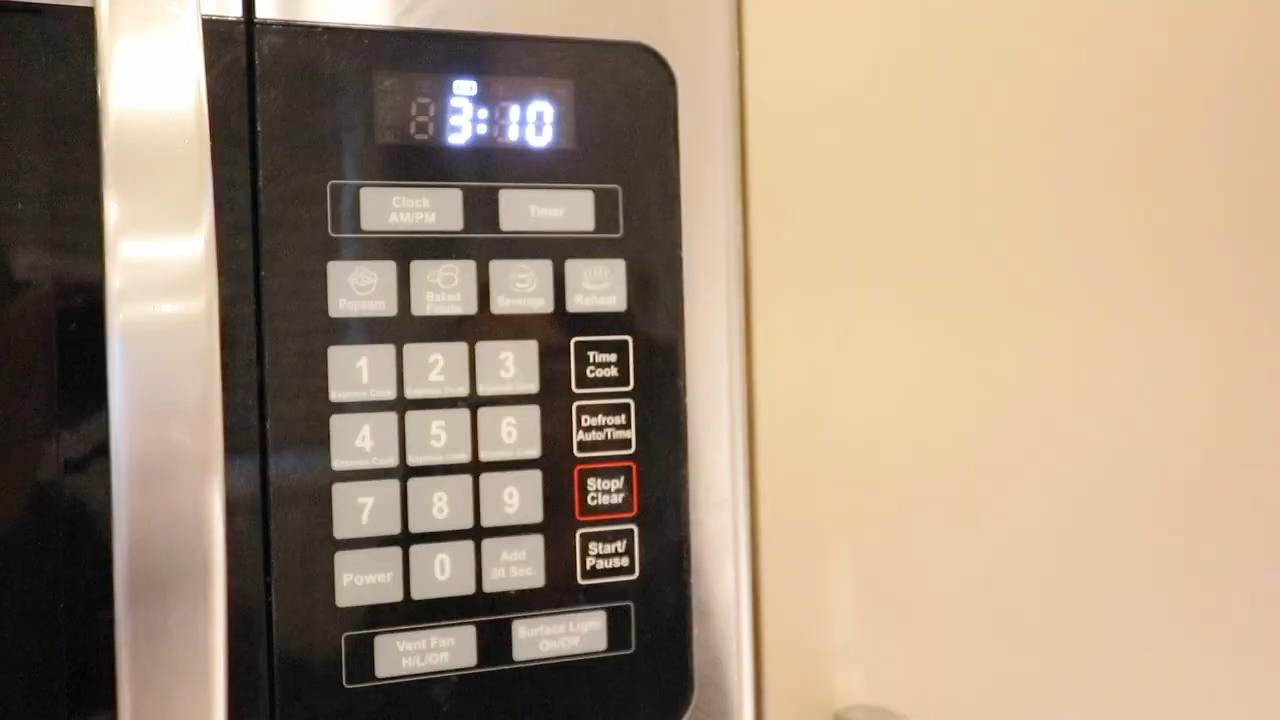 3:10
Clock
AM/PM
Timer
Popcorn
Baked
Potato
Beverage
Reheat
1
Express Cook
2
Express Cook
3
Express Cook
Time
Cook
4
Express Cook
5
Express Cook
6
Express Cook
Defrost
Auto/Time
7
8
9
Stop/
Clear
Power
0
Add
30 Sec.
Start/
Pause
Vent Fan
H/L/Off
Surface Light
On/Off